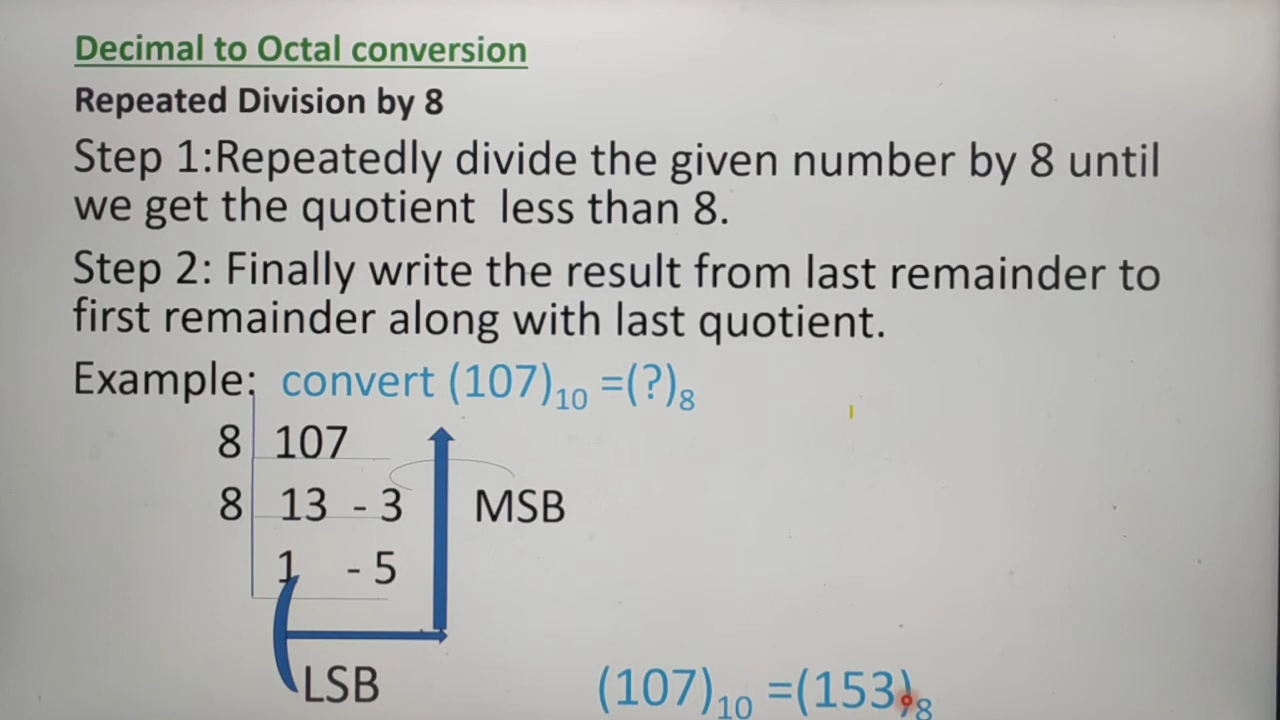 Decimal to Octal conversion
Repeated Division by 8
Step 1:Repeatedly divide the given number by 8 until
we get the quotient less than 8.
Step 2: Finally write the result from last remainder to
first remainder along with last quotient.
Example: convert (107)₁₀ =(?)₈
8 107
8 13 - 3 MSB
1 - 5
LSB
(107)₁₀ =(153)₈